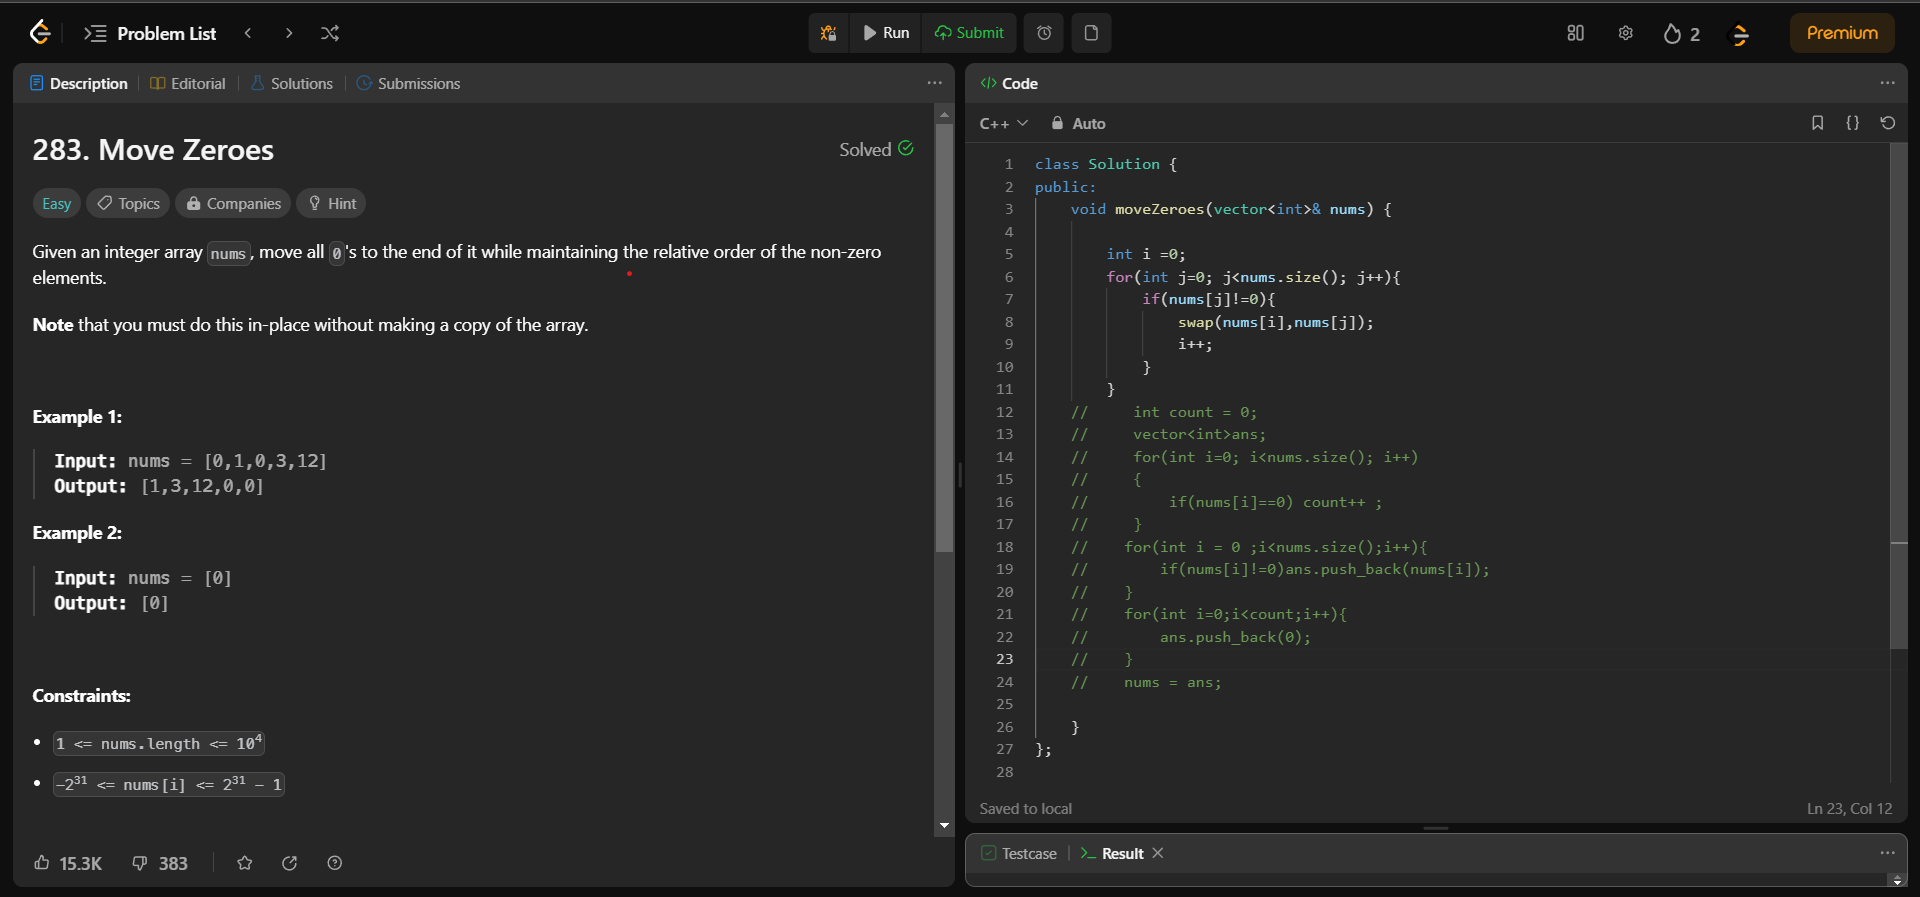 Problem List
Run
Submit
2
Premium
Description
Editorial
Solutions
Submissions
283. Move Zeroes
Solved
Easy
Topics
Companies
Hint
Given an integer array nums, move all 0's to the end of it while maintaining the relative order of the non-zero
elements.
Note that you must do this in-place without making a copy of the array.
Example 1:
Input: nums = [0,1,0,3,12]
Output: [1,3,12,0,0]
Example 2:
Input: nums = [0]
Output: [0]
Constraints:
• 1 <= nums.length <= 10⁴
• -2³¹ <= nums[i] <= 2³¹ - 1
15.3K
383
</> Code
C++
Auto
{}
1 class Solution {
2 public:
3     void moveZeroes(vector<int>& nums) {
4
5         int i =0;
6         for(int j=0; j<nums.size(); j++){
7             if(nums[j]!=0){
8                 swap(nums[i],nums[j]);
9                 i++;
10             }
11         }
12     //     int count = 0;
13     //     vector<int>ans;
14     //     for(int i=0; i<nums.size(); i++)
15     //     {
16     //         if(nums[i]==0) count++ ;
17     //     }
18     //    for(int i = 0 ;i<nums.size();i++){
19     //        if(nums[i]!=0)ans.push_back(nums[i]);
20     //    }
21     //    for(int i=0;i<count;i++){
22     //        ans.push_back(0);
23     //    }
24     //    nums = ans;
25
26     }
27 };
28
Saved to local
Ln 23, Col 12
Testcase
>_ Result